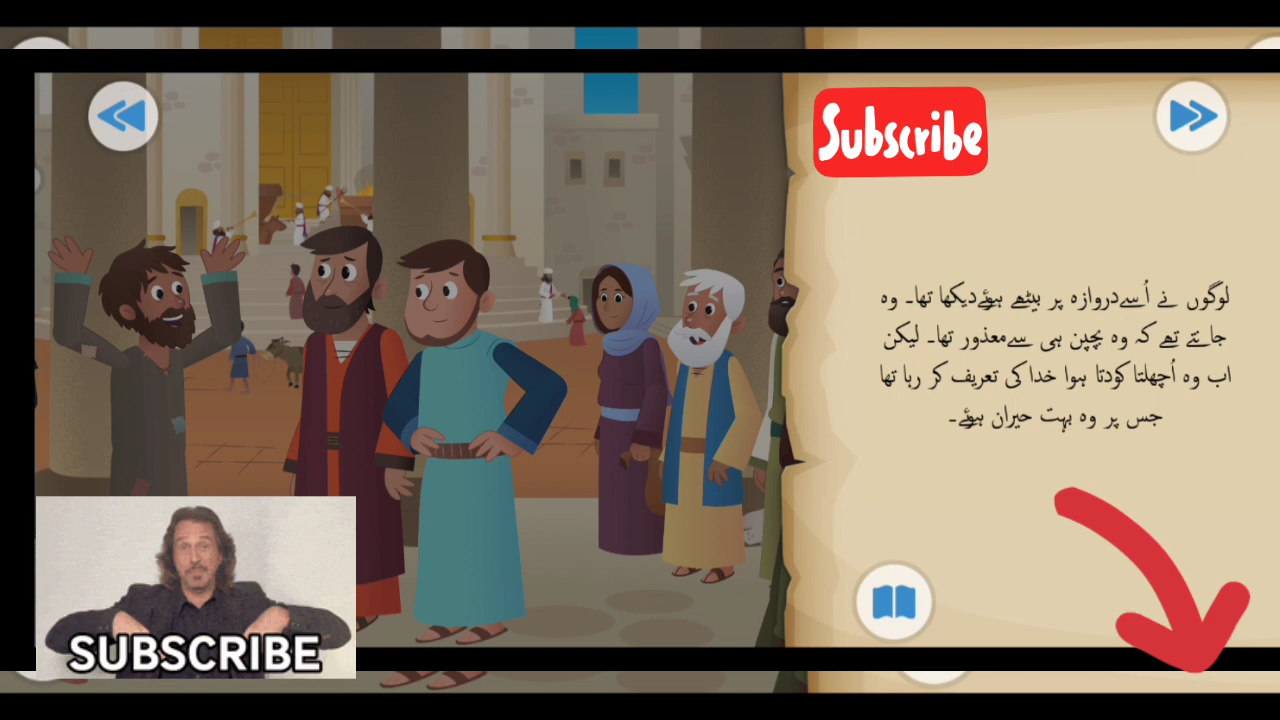 Subscribe
لوگوں نے اُسے دروازہ پر بیٹھے ہوئے دیکھا تھا۔ وہ
جانتے تھے کہ وہ بچپن ہی سے معذور تھا۔ لیکن
اب وہ اُچھلتا کودتا ہوا خدا کی تعریف کر رہا تھا
جس پر وہ بہت حیران ہوئے۔
SUBSCRIBE